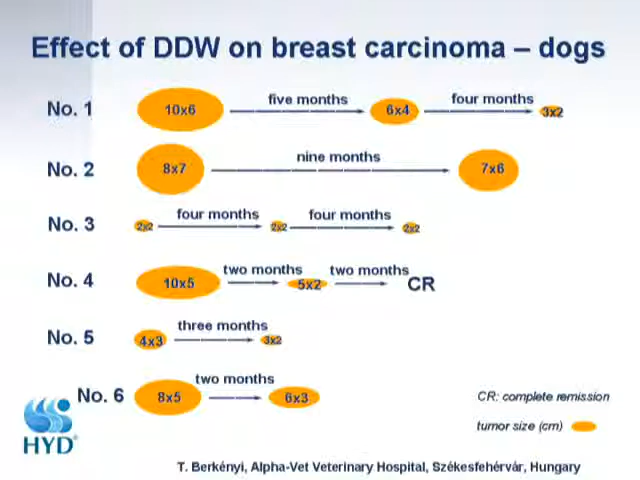 Effect of DDW on breast carcinoma – dogs
No. 1 10x6 five months 6x4 four months 3x2
No. 2 8x7 nine months 7x6
No. 3 2x2 four months 2x2 four months 2x2
No. 4 10x5 two months 5x2 two months CR
No. 5 4x3 three months 3x2
No. 6 8x5 two months 6x3
CR: complete remission
tumor size (cm)
HYD
T. Berkényi, Alpha-Vet Veterinary Hospital, Székesfehérvár, Hungary